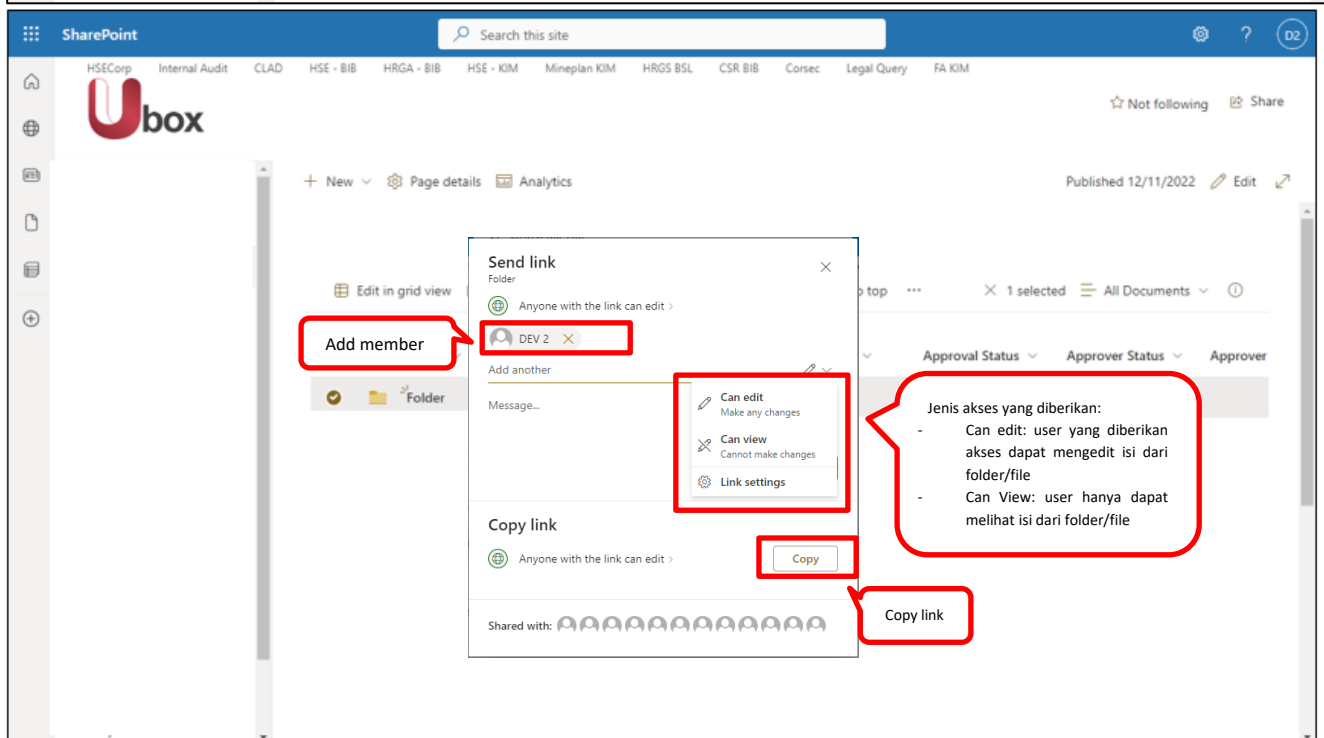 SharePoint
Search this site
?
D2
HSECorp Internal Audit CLAD HSE - BIB HRGA - BIB HSE - KIM Mineplan KIM HRGS BSL CSR BIB Corsec Legal Query FA KIM
Ubox
Not following Share
+ New Page details Analytics
Published 12/11/2022 Edit
Edit in grid view
to top ... 1 selected All Documents
Approval Status Approver Status Approver
Folder
Send link
Folder
Anyone with the link can edit >
Add member
DEV 2
Add another
Message...
Can edit
Make any changes
Can view
Cannot make changes
Link settings
Jenis akses yang diberikan:
- Can edit: user yang diberikan
akses dapat mengedit isi dari
folder/file
- Can View: user hanya dapat
melihat isi dari folder/file
Copy link
Anyone with the link can edit >
Copy
Copy link
Shared with: